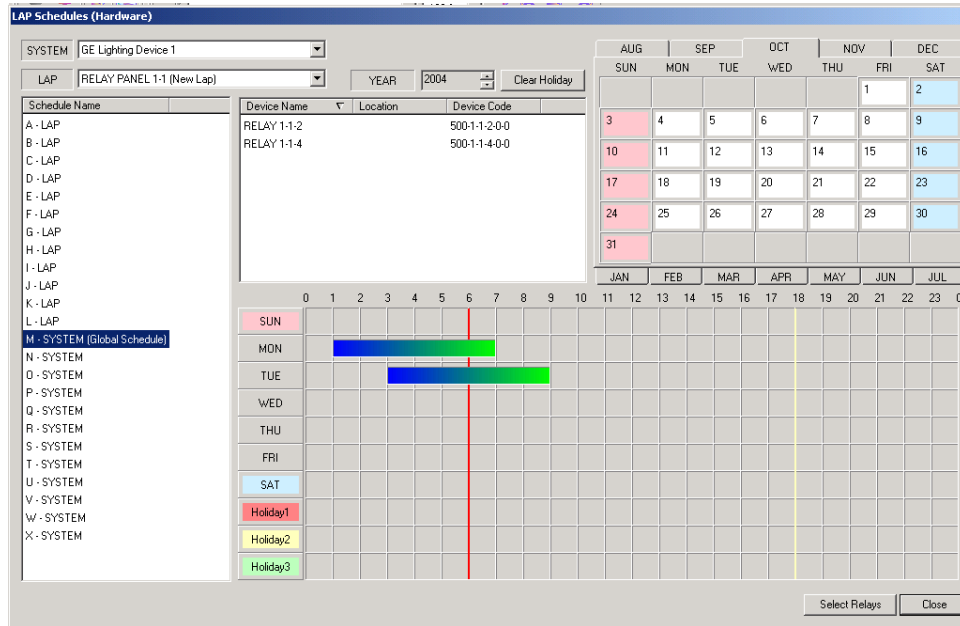 LAP Schedules (Hardware)
SYSTEM GE Lighting Device 1
LAP RELAY PANEL 1-1 (New Lap) YEAR 2004 Clear Holiday
Schedule Name
A - LAP
B - LAP
C - LAP
D - LAP
E - LAP
F - LAP
G - LAP
H - LAP
I - LAP
J - LAP
K - LAP
L - LAP
M - SYSTEM (Global Schedule)
N - SYSTEM
O - SYSTEM
P - SYSTEM
Q - SYSTEM
R - SYSTEM
S - SYSTEM
T - SYSTEM
U - SYSTEM
V - SYSTEM
W - SYSTEM
X - SYSTEM
Device Name Location Device Code
RELAY 1-1-2 500-1-1-2-0-0
RELAY 1-1-4 500-1-1-4-0-0
AUG SEP OCT NOV DEC
SUN MON TUE WED THU FRI SAT
1 2
3 4 5 6 7 8 9
10 11 12 13 14 15 16
17 18 19 20 21 22 23
24 25 26 27 28 29 30
31
JAN FEB MAR APR MAY JUN JUL
0 1 2 3 4 5 6 7 8 9 10 11 12 13 14 15 16 17 18 19 20 21 22 23
SUN
MON
TUE
WED
THU
FRI
SAT
Holiday1
Holiday2
Holiday3
Select Relays Close